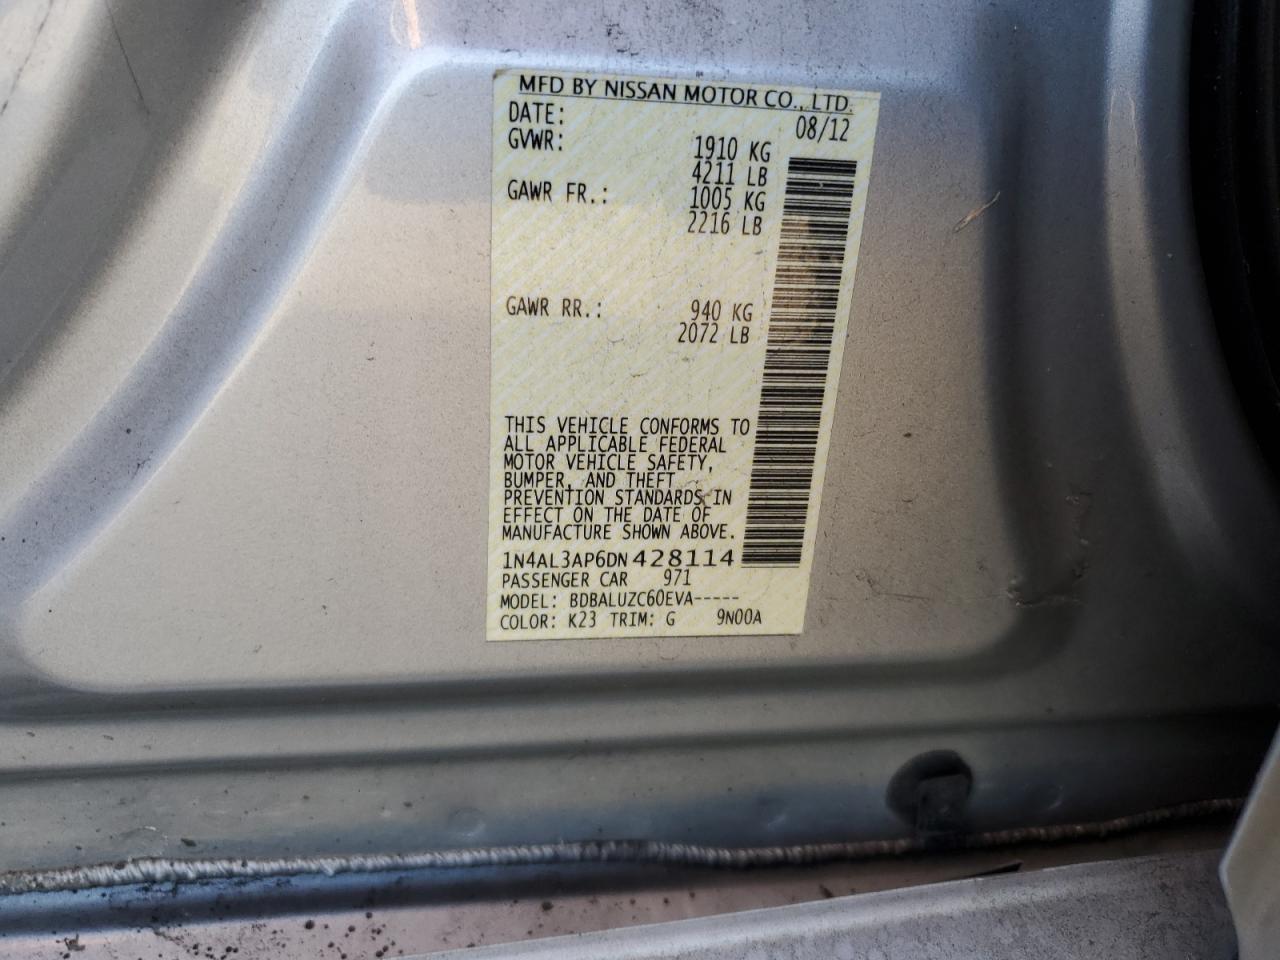 MFD BY NISSAN MOTOR CO., LTD.
DATE: 08/12
GVWR: 1910 KG
4211 LB
GAWR FR.: 1005 KG
2216 LB
GAWR RR.: 940 KG
2072 LB
THIS VEHICLE CONFORMS TO
ALL APPLICABLE FEDERAL
MOTOR VEHICLE SAFETY,
BUMPER, AND THEFT
PREVENTION STANDARDS IN
EFFECT ON THE DATE OF
MANUFACTURE SHOWN ABOVE.
1N4AL3AP6DN428114
PASSENGER CAR 971
MODEL: BDBALUZC60EVA-----
COLOR: K23 TRIM: G 9N00A